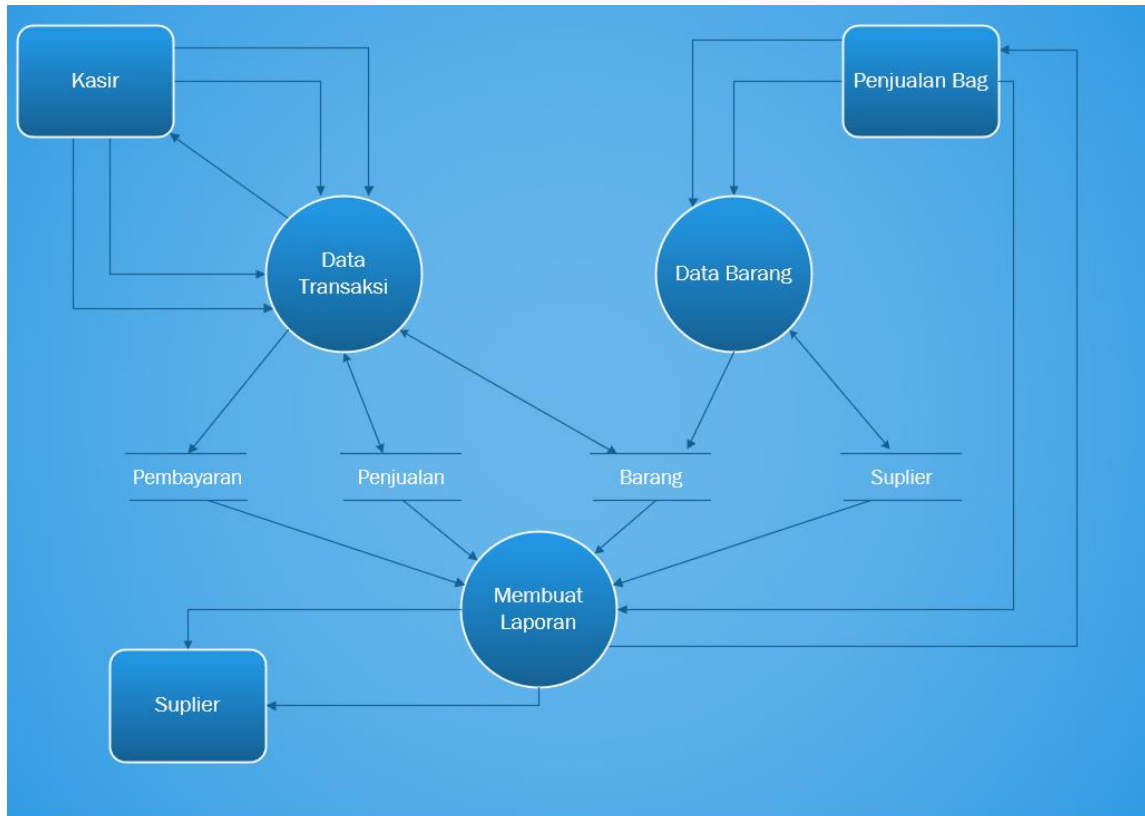 Kasir
Penjualan Bag
Data
Transaksi
Data Barang
Pembayaran
Penjualan
Barang
Suplier
Membuat
Laporan
Suplier